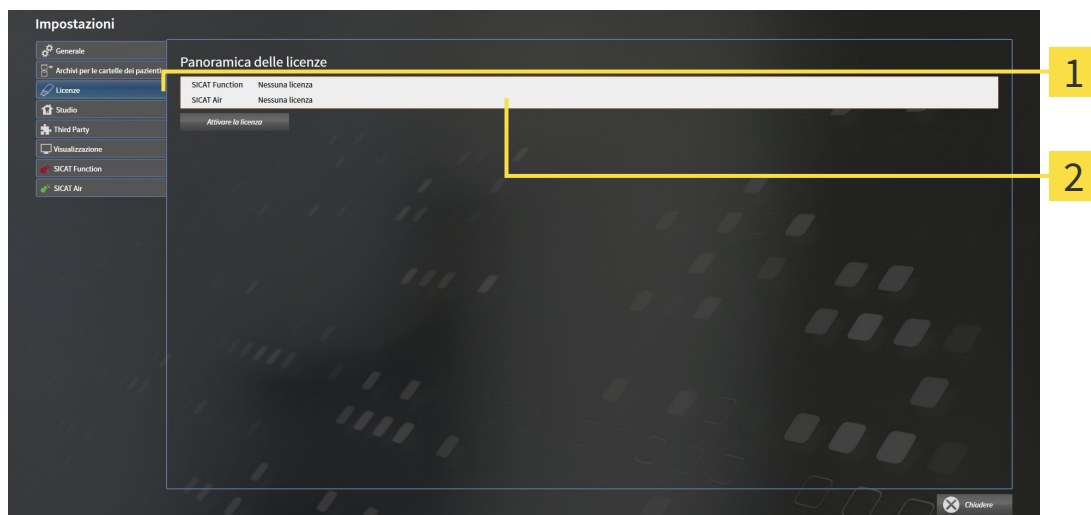 Impostazioni
Generale
Archivi per le cartelle dei pazienti
Licenze
Studio
Third Party
Visualizzazione
SICAT Function
SICAT Air
Panoramica delle licenze
SICAT Function Nessuna licenza
SICAT Air Nessuna licenza
Attivare la licenza
1
2
Chiudere